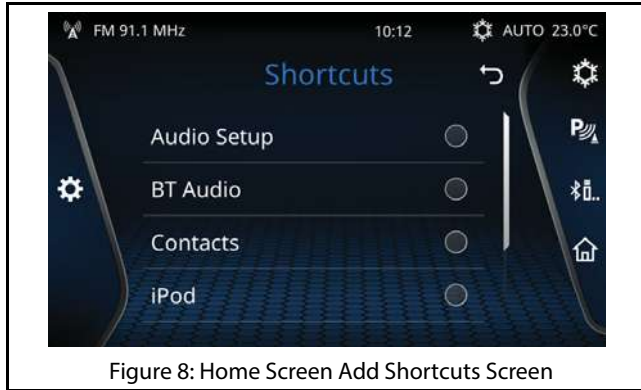 FM 91.1 MHz 10:12 AUTO 23.0°C
Shortcuts
Audio Setup
P
BT Audio
Contacts
iPod
Figure 8: Home Screen Add Shortcuts Screen